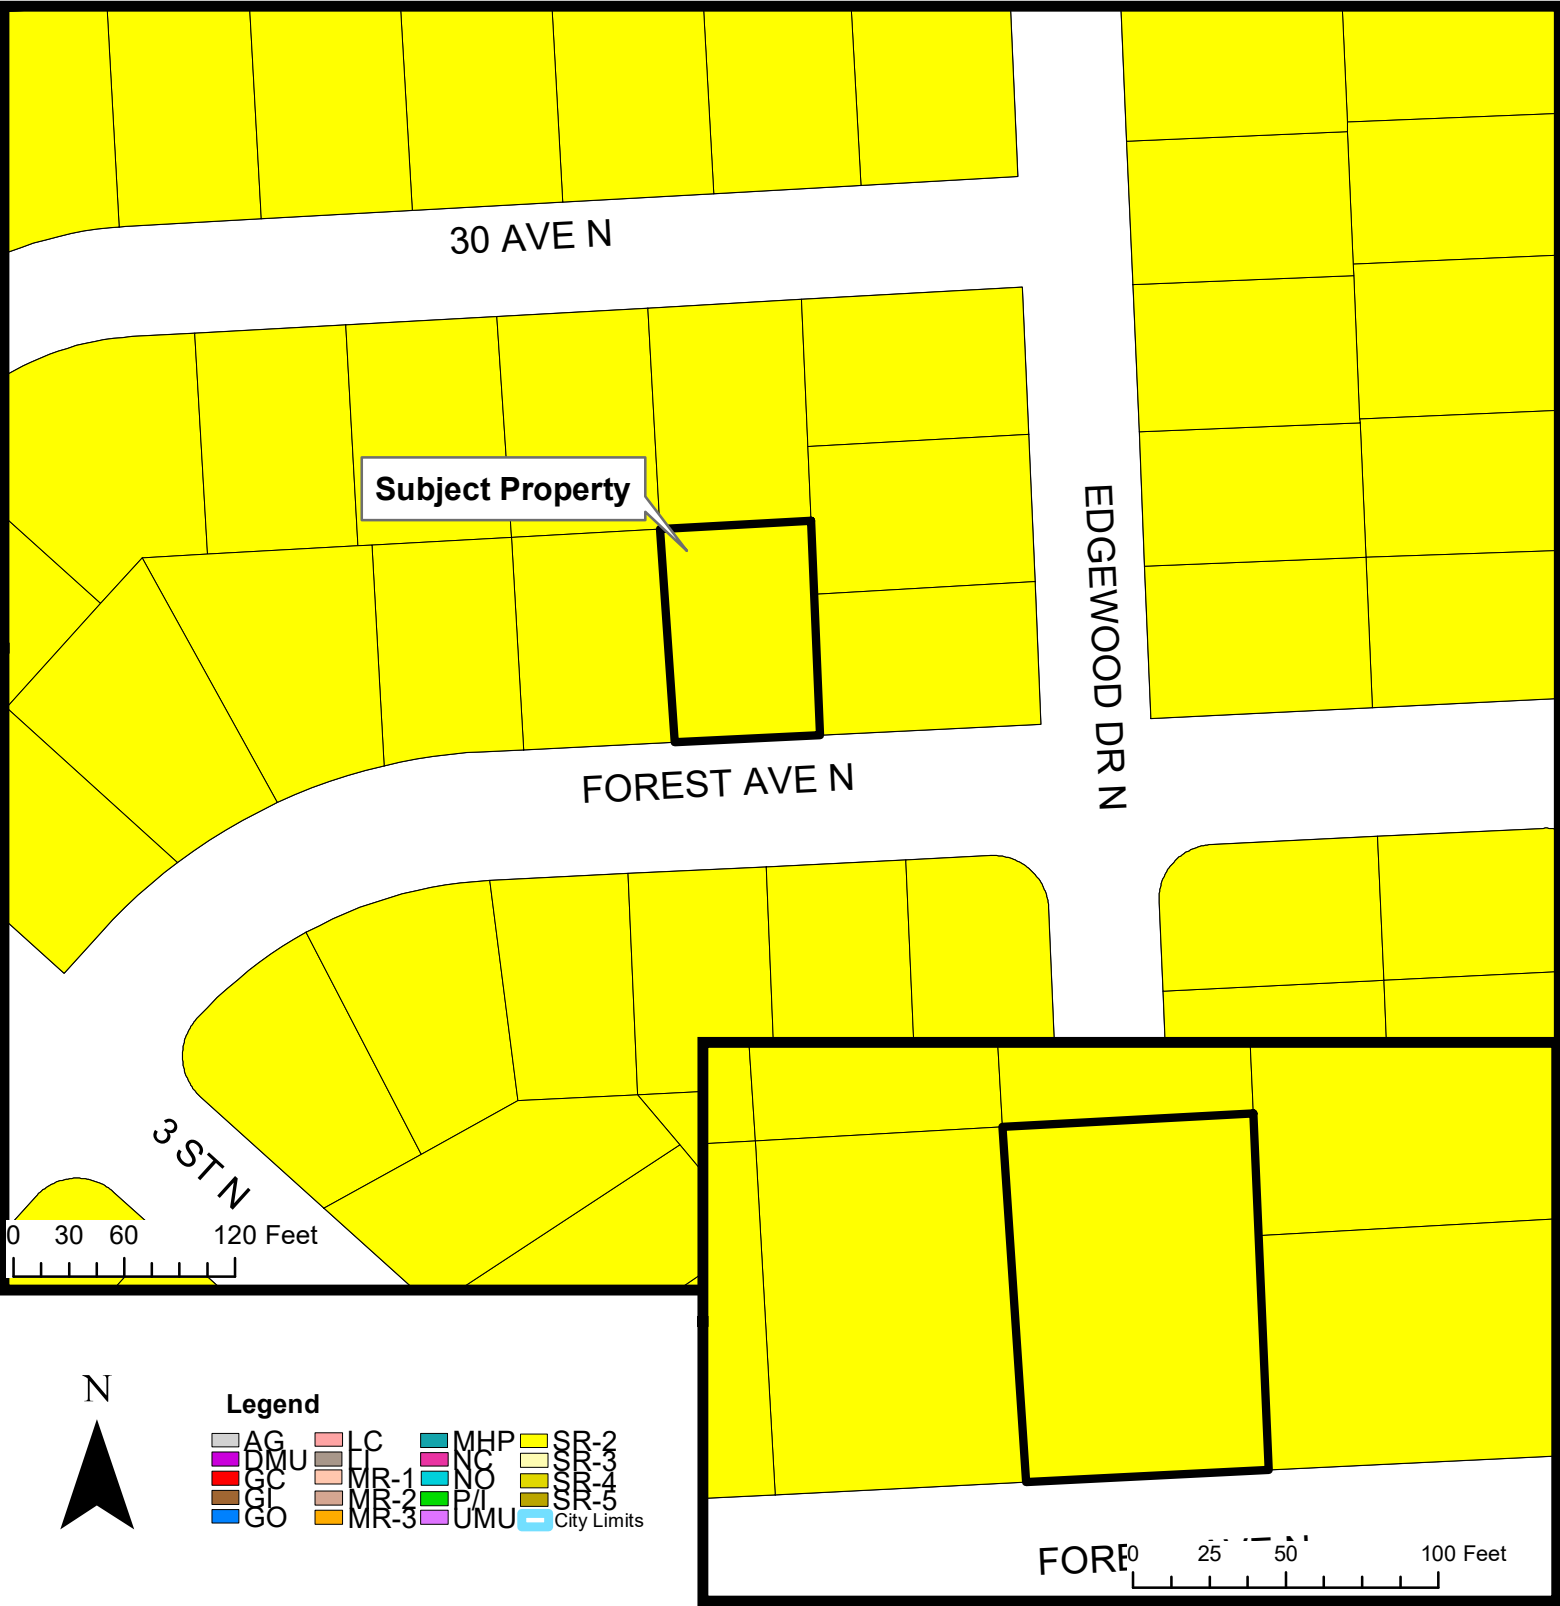 30 AVE N
Subject Property
EDGEWOOD DR N
FOREST AVE N
3 ST N
0 30 60 120 Feet
N
Legend
AG LC MHP SR-2
DMU LI NC SR-3
GC MR-1 NO SR-4
GI MR-2 P/I SR-5
GO MR-3 UMU City Limits
0 25 50 100 Feet